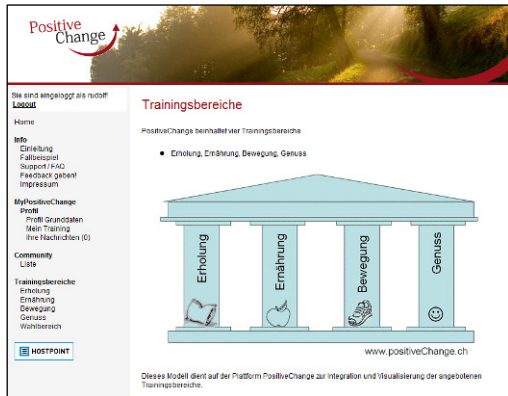 Positive
Change
Sie sind eingeloggt als rudolf!
Logout
Home
Info
Einleitung
Fallbeispiel
Support / FAQ
Feedback geben!
Impressum
MyPositiveChange
Profil
Profil Grunddaten
Mein Training
Ihre Nachrichten (0)
Community
Liste
Trainingsbereiche
Erholung
Ernährung
Bewegung
Genuss
Wahlbereich
HOSTPOINT
Trainingsbereiche
PositiveChange beinhaltet vier Trainingsbereiche
• Erholung, Ernährung, Bewegung, Genuss
Erholung
Ernährung
Bewegung
Genuss
www.positiveChange.ch
Dieses Modell dient auf der Plattform PositiveChange zur Integration und Visualisierung der angebotenen
Trainingsbereiche.